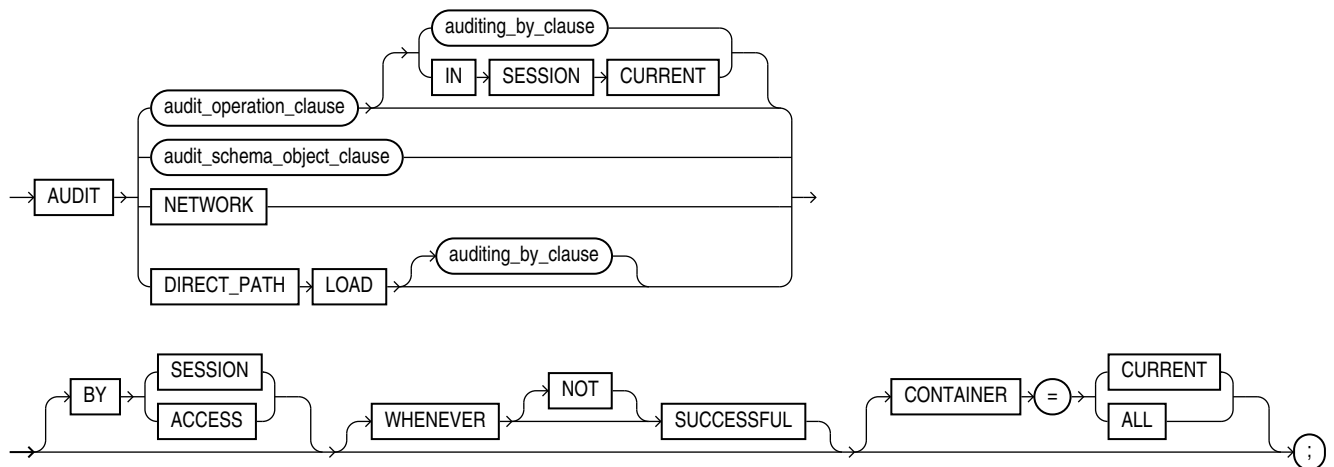 auditing_by_clause
IN SESSION CURRENT
audit_operation_clause
audit_schema_object_clause
AUDIT
NETWORK
auditing_by_clause
DIRECT_PATH LOAD
SESSION
BY
ACCESS
NOT
WHENEVER SUCCESSFUL
CURRENT
CONTAINER =
ALL
;